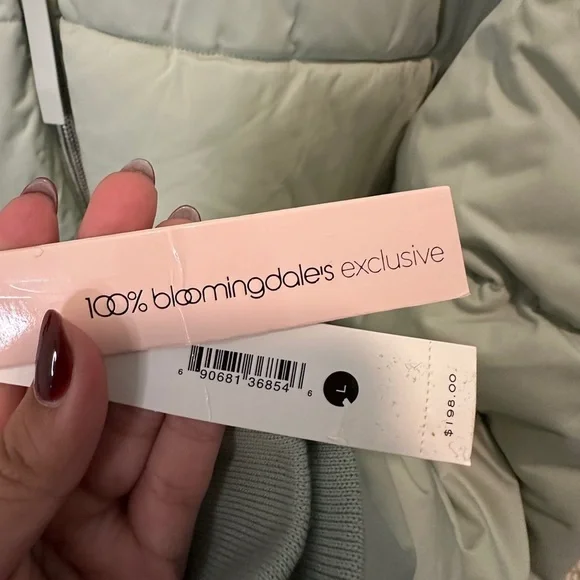 100% bloomingdale's exclusive
6 90681 36854 6
L
$198.00